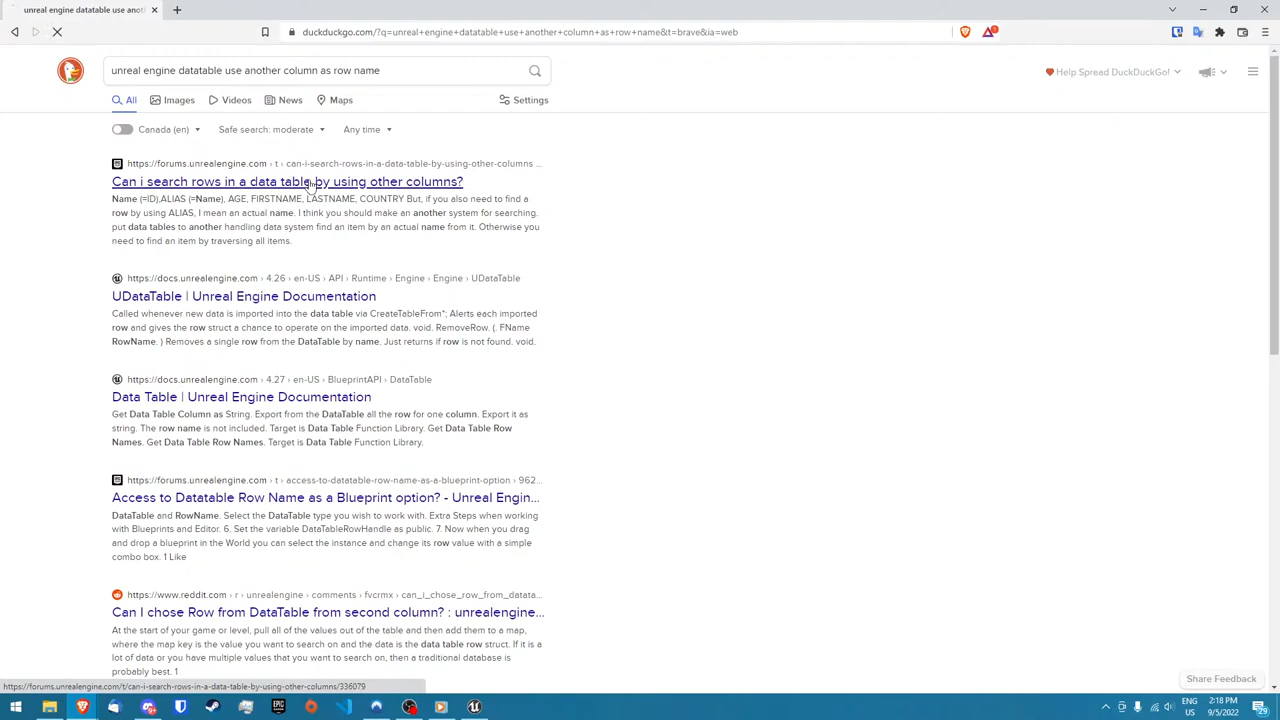 unreal engine datatable use anot
duckduckgo.com/?q=unreal+engine+datatable+use+another+column+as+row+name&t=brave&ia=web
unreal engine datatable use another column as row name
Help Spread DuckDuckGo!
All Images Videos News Maps Settings
Canada (en) Safe search: moderate Any time
https://forums.unrealengine.com › t › can-i-search-rows-in-a-data-table-by-using-other-columns ...
Can i search rows in a data table by using other columns?
Name (=ID),ALIAS (=Name), AGE, FIRSTNAME, LASTNAME, COUNTRY But, if you also need to find a
row by using ALIAS, I mean an actual name. I think you should make an another system for searching.
put data tables to another handling data system find an item by an actual name from it. Otherwise you
need to find an item by traversing all items.
https://docs.unrealengine.com › 4.26 › en-US › API › Runtime › Engine › Engine › UDataTable
UDataTable | Unreal Engine Documentation
Called whenever new data is imported into the data table via CreateTableFrom*; Alerts each imported
row and gives the row struct a chance to operate on the imported data. void. RemoveRow. (. FName
RowName. ) Removes a single row from the DataTable by name. Just returns if row is not found. void.
https://docs.unrealengine.com › 4.27 › en-US › BlueprintAPI › DataTable
Data Table | Unreal Engine Documentation
Get Data Table Column as String. Export from the DataTable all the row for one column. Export it as
string. The row name is not included. Target is Data Table Function Library. Get Data Table Row
Names. Get Data Table Row Names. Target is Data Table Function Library.
https://forums.unrealengine.com › t › access-to-datatable-row-name-as-a-blueprint-option › 962...
Access to Datatable Row Name as a Blueprint option? - Unreal Engin...
DataTable and RowName. Select the DataTable type you wish to work with. Extra Steps when working
with Blueprints and Editor. 6. Set the variable DataTableRowHandle as public. 7. Now when you drag
and drop a blueprint in the World you can select the instance and change its row value with a simple
combo box. 1 Like
https://www.reddit.com › r › unrealengine › comments › fvcrmx › can_i_chose_row_from_datata...
Can I chose Row from DataTable from second column? : unrealengine...
At the start of your game or level, pull all of the values out of the table and then add them to a map,
where the map key is the value you want to search on and the data is the data table row struct. If it is a
lot of data or you have multiple values that you want to search on, then a traditional database is
probably best. 1
Share Feedback
https://forums.unrealengine.com/t/can-i-search-rows-in-a-data-table-by-using-other-columns/336079
2:18 PM
9/5/2022
29